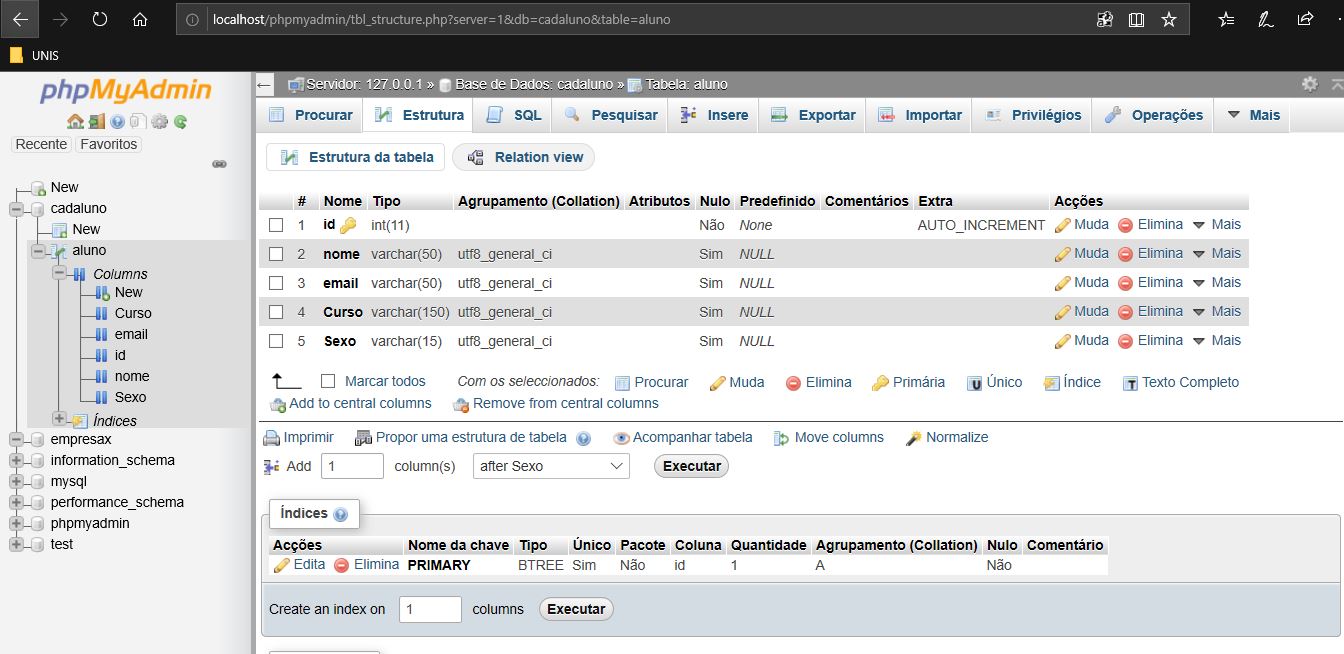 localhost/phpmyadmin/tbl_structure.php?server=1&db=cadaluno&table=aluno
UNIS
phpMyAdmin
Recente Favoritos
New
cadaluno
New
aluno
Columns
New
Curso
email
id
nome
Sexo
Índices
empresax
information_schema
mysql
performance_schema
phpmyadmin
test
Servidor: 127.0.0.1 » Base de Dados: cadaluno » Tabela: aluno
Procurar Estrutura SQL Pesquisar Insere Exportar Importar Privilégios Operações Mais
Estrutura da tabela Relation view
# Nome Tipo Agrupamento (Collation) Atributos Nulo Predefinido Comentários Extra Acções
1 id int(11) Não None AUTO_INCREMENT Muda Elimina Mais
2 nome varchar(50) utf8_general_ci Sim NULL Muda Elimina Mais
3 email varchar(50) utf8_general_ci Sim NULL Muda Elimina Mais
4 Curso varchar(150) utf8_general_ci Sim NULL Muda Elimina Mais
5 Sexo varchar(15) utf8_general_ci Sim NULL Muda Elimina Mais
Marcar todos Com os seleccionados: Procurar Muda Elimina Primária Único Índice Texto Completo
Add to central columns Remove from central columns
Imprimir Propor uma estrutura de tabela Acompanhar tabela Move columns Normalize
Add 1 column(s) after Sexo Executar
Índices
Acções Nome da chave Tipo Único Pacote Coluna Quantidade Agrupamento (Collation) Nulo Comentário
Edita Elimina PRIMARY BTREE Sim Não id 1 A Não
Create an index on 1 columns Executar